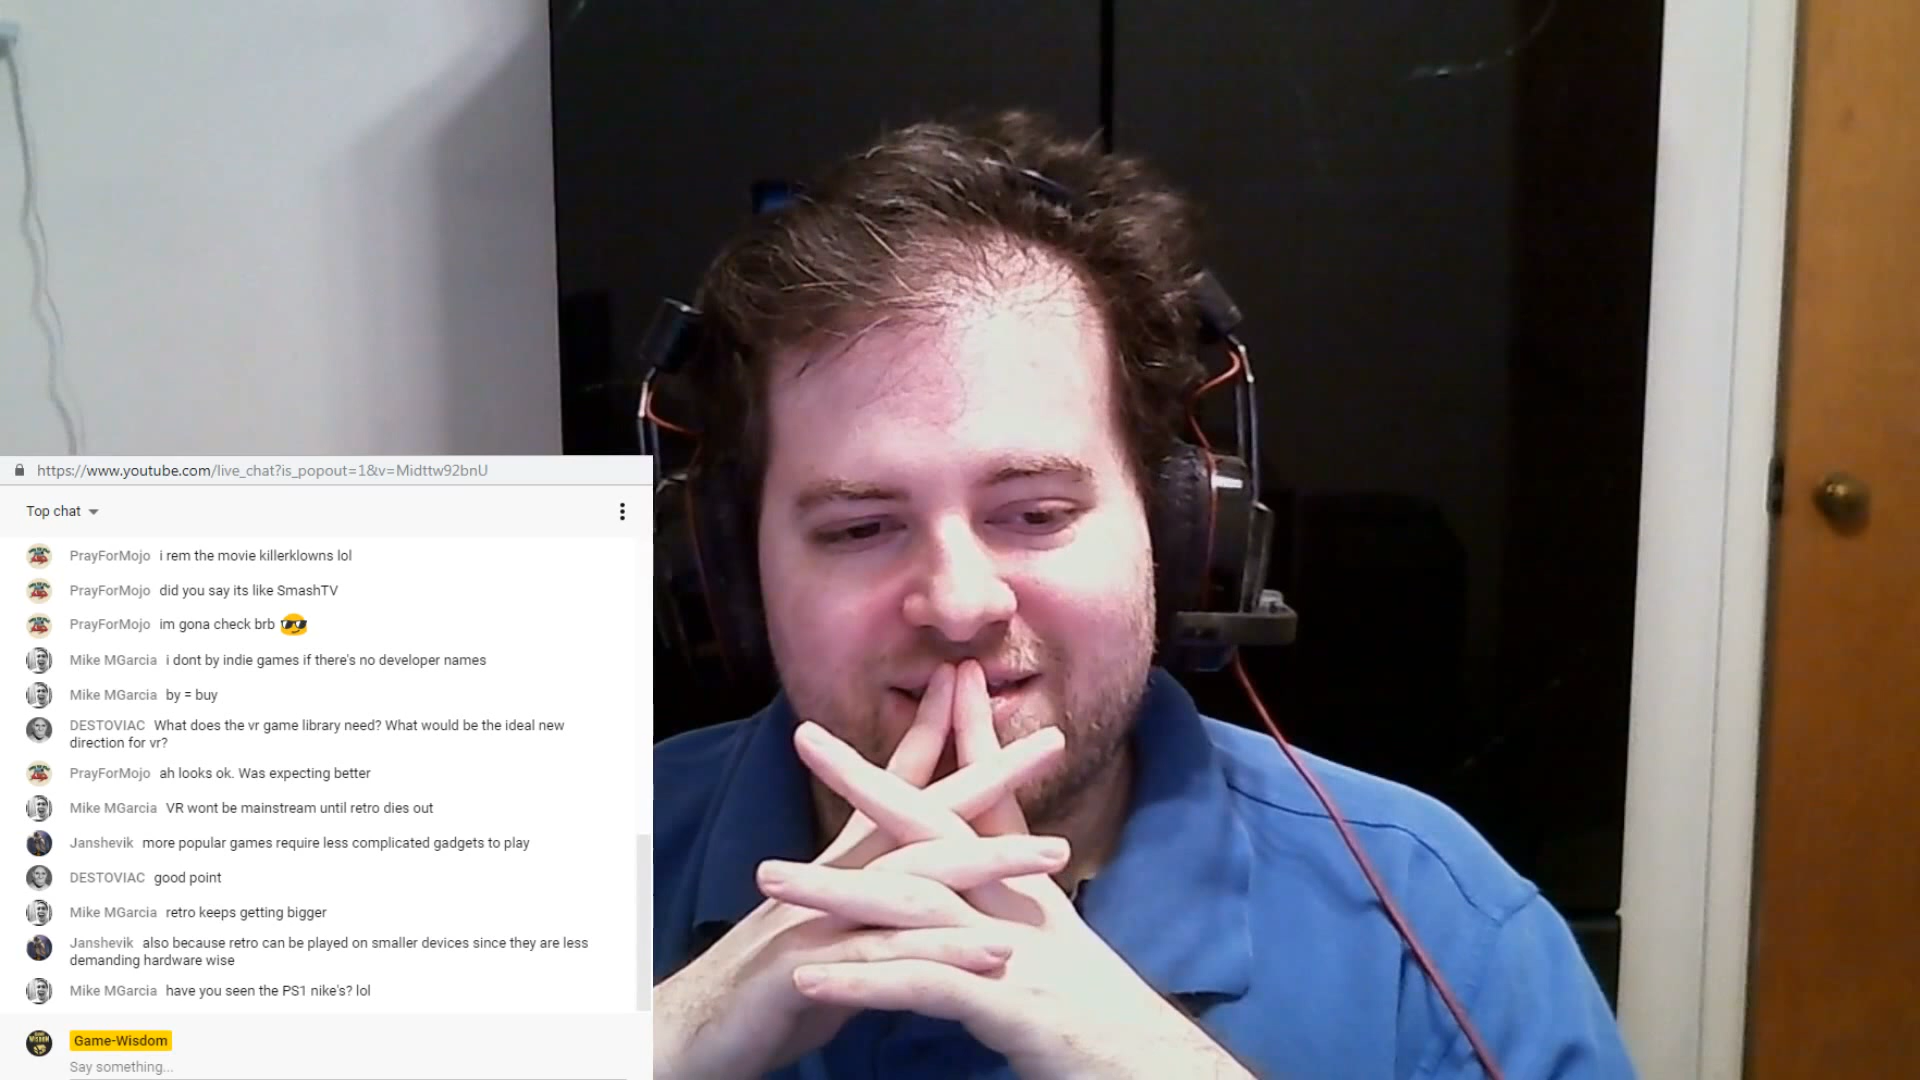 https://www.youtube.com/live_chat?is_popout=1&v=Midttw92bnU
Top chat
PrayForMojo i rem the movie killerklowns lol
PrayForMojo did you say its like SmashTV
PrayForMojo im gona check brb
Mike MGarcia i dont by indie games if there's no developer names
Mike MGarcia by = buy
DESTOVIAC What does the vr game library need? What would be the ideal new
direction for vr?
PrayForMojo ah looks ok. Was expecting better
Mike MGarcia VR wont be mainstream until retro dies out
Janshevik more popular games require less complicated gadgets to play
DESTOVIAC good point
Mike MGarcia retro keeps getting bigger
Janshevik also because retro can be played on smaller devices since they are less
demanding hardware wise
Mike MGarcia have you seen the PS1 nike's? lol
Game-Wisdom
Say something...